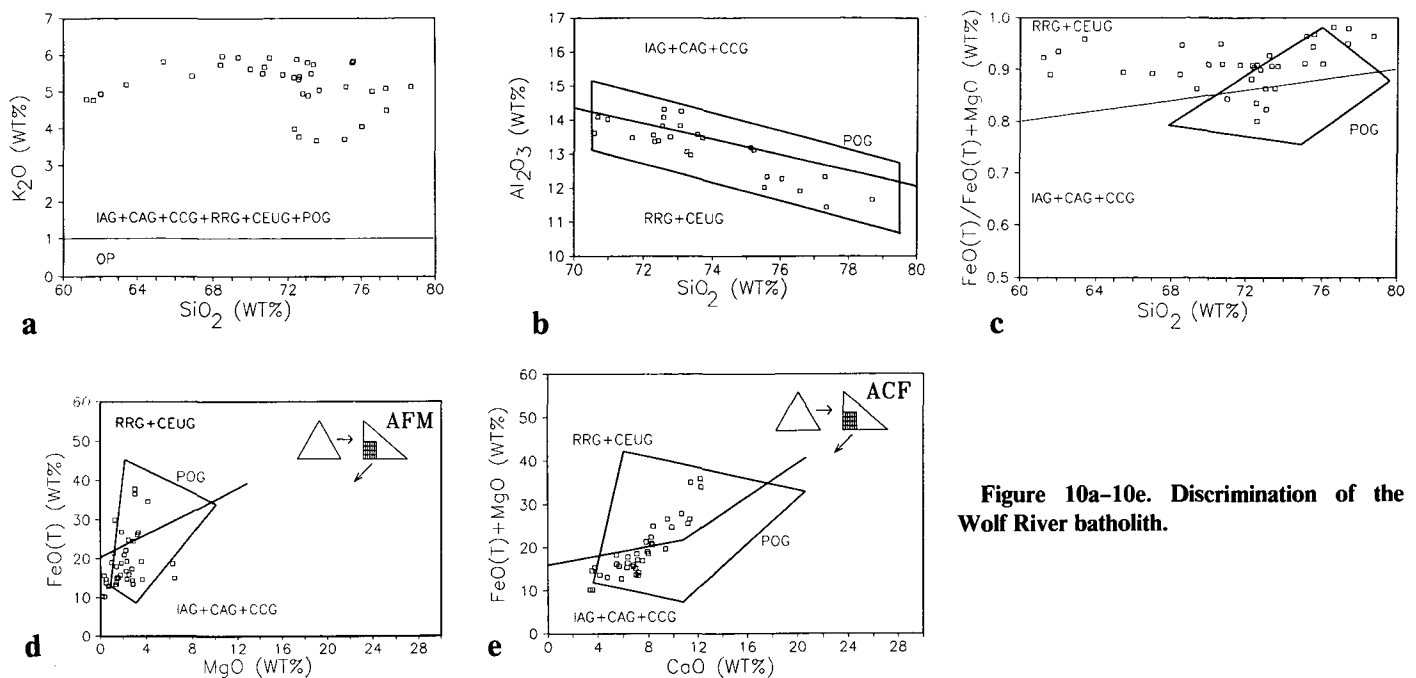 7
6
5
4
3
2
1
0
K2O (WT%)
IAG+CAG+CCG+RRG+CEUG+POG
OP
60 64 68 72 76 80
SiO2 (WT%)
a
17
16
15
14
13
12
11
10
Al2O3 (WT%)
IAG+CAG+CCG
POG
RRG+CEUG
70 72 74 76 78 80
SiO2 (WT%)
b
1.0
0.9
0.8
0.7
0.6
0.5
FeO(T)/FeO(T)+MgO (WT%)
RRG+CEUG
POG
IAG+CAG+CCG
60 64 68 72 76 80
SiO2 (WT%)
c
60
50
40
30
20
10
0
FeO(T) (WT%)
RRG+CEUG
AFM
POG
IAG+CAG+CCG
0 4 8 12 16 20 24 28
MgO (WT%)
d
60
50
40
30
20
10
0
FeO(T)+MgO (WT%)
ACF
RRG+CEUG
POG
IAG+CAG+CCG
0 4 8 12 16 20 24 28
CaO (WT%)
e
Figure 10a–10e. Discrimination of the
Wolf River batholith.